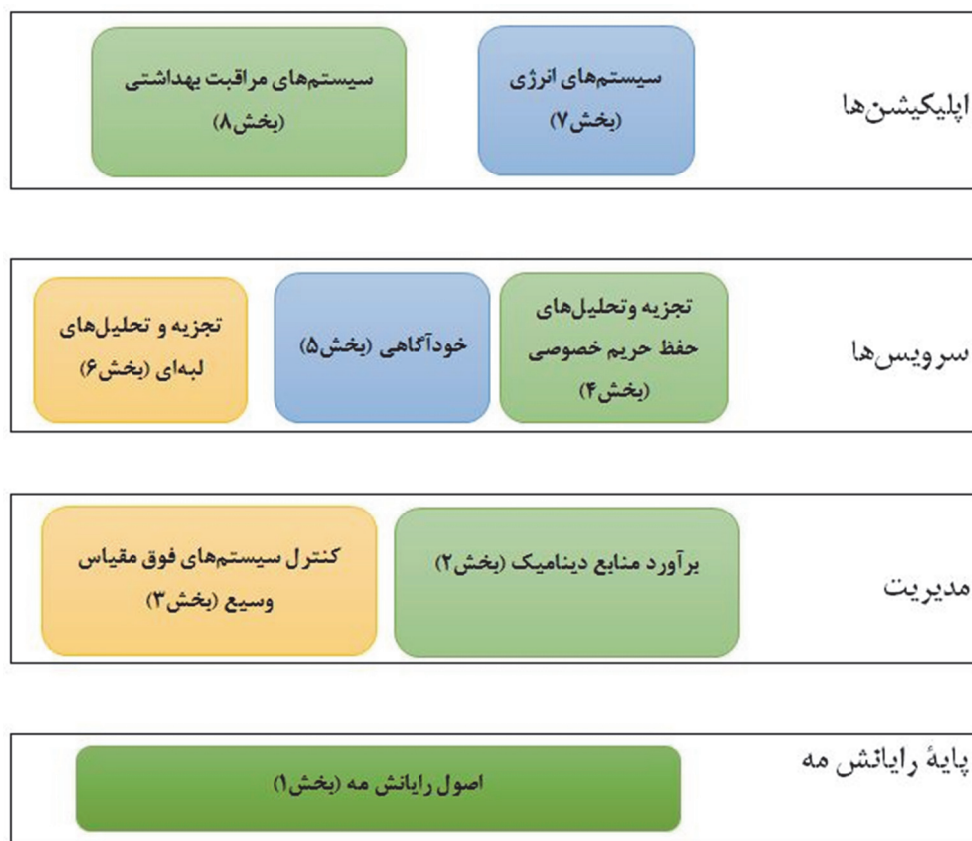 اپلیکیشن‌ها
سیستم‌های انرژی
(بخش۷)
سیستم‌های مراقبت بهداشتی
(بخش۸)
سرویس‌ها
تجزیه وتحلیل‌های
حفظ حریم خصوصی
(بخش۴)
خودآگاهی (بخش۵)
تجزیه و تحلیل‌های
لبه‌ای (بخش۶)
مدیریت
برآورد منابع دینامیک (بخش۲)
کنترل سیستم‌های فوق مقیاس
وسیع (بخش۳)
پایهٔ رایانش مه
اصول رایانش مه (بخش۱)